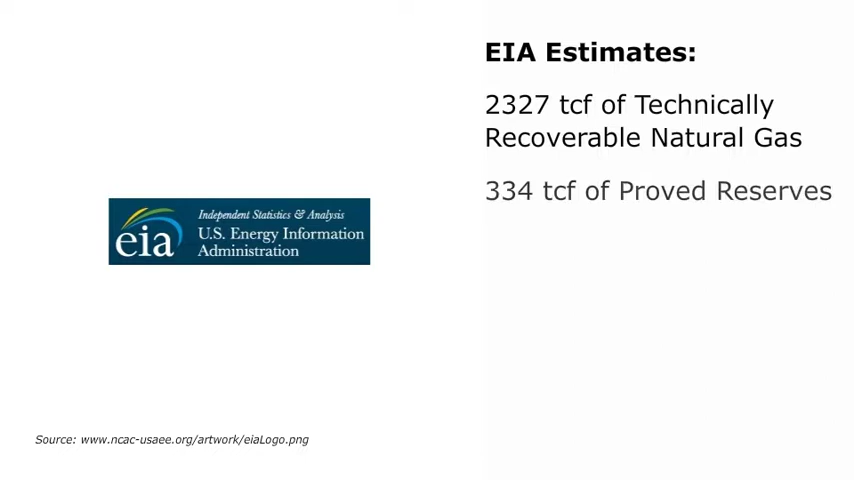 EIA Estimates:
2327 tcf of Technically
Recoverable Natural Gas
334 tcf of Proved Reserves
eia
Independent Statistics & Analysis
U.S. Energy Information
Administration
Source: www.ncac-usaee.org/artwork/eiaLogo.png